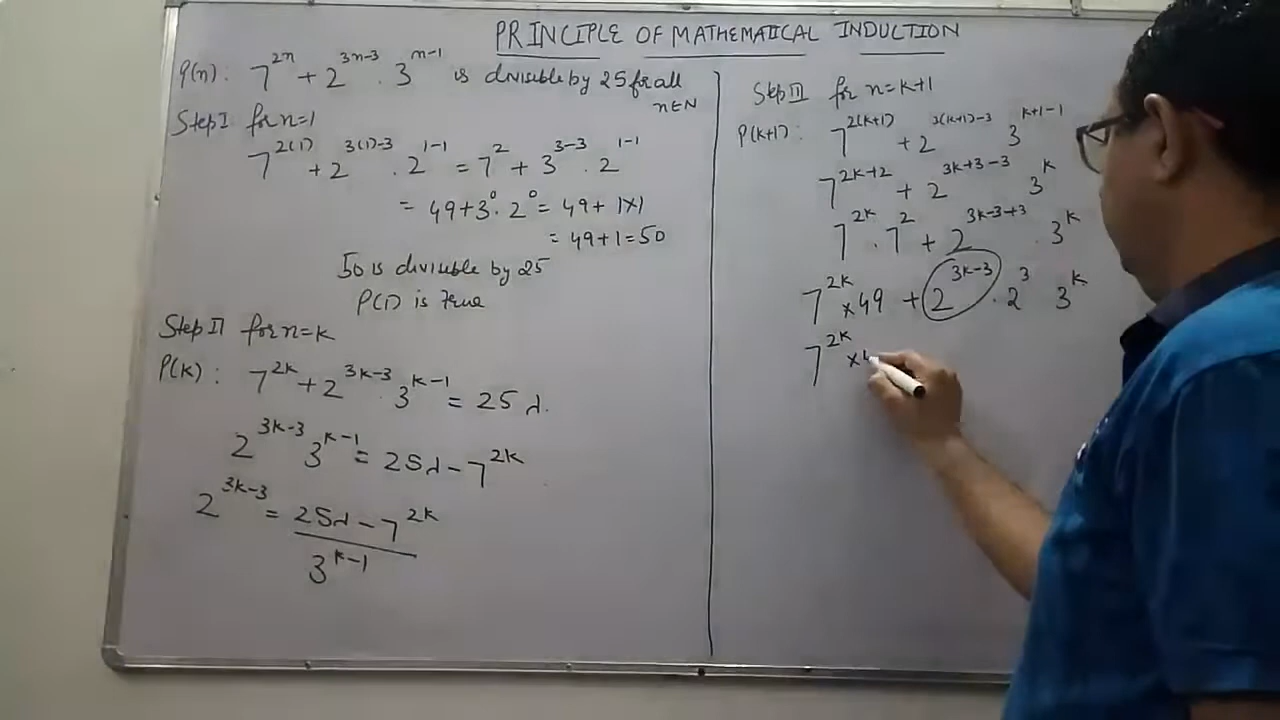 PRINCIPLE OF MATHEMATICAL INDUCTION
P(n): 7^{2n} + 2^{3n-3} . 3^{n-1} is divisible by 25 for all
n∈N
Step I for n=1
7^{2(1)} + 2^{3(1)-3} . 2^{1-1} = 7^2 + 3^{3-3} . 2^{1-1}
= 49+3^0 . 2^0 = 49+1×1
= 49+1=50
50 is divisible by 25
P(1) is True
Step II for n=k
P(k): 7^{2k} + 2^{3k-3} . 3^{k-1} = 25λ.
2^{3k-3} 3^{k-1} = 25λ - 7^{2k}
2^{3k-3} = \frac{25λ - 7^{2k}}{3^{k-1}}
Step III for n=k+1
P(k+1): 7^{2(k+1)} + 2^{3(k+1)-3} 3^{k+1-1}
7^{2k+2} + 2^{3k+3-3} 3^k
7^{2k} . 7^2 + 2^{3k-3+3} . 3^k
7^{2k} ×49 + 2^{3k-3} . 2^3 3^k
7^{2k} ×4